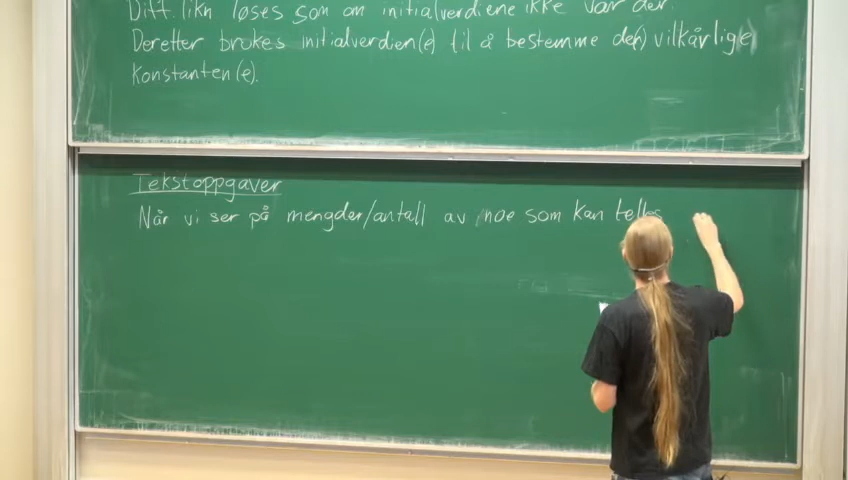 Diff.likn løses som om initialverdiene ikke var der.
Deretter brukes initialverdien(e) til å bestemme de(n) vilkårlig(e)
konstanten(e).
Tekstoppgaver
Når vi ser på mengder/antall av noe som kan telles